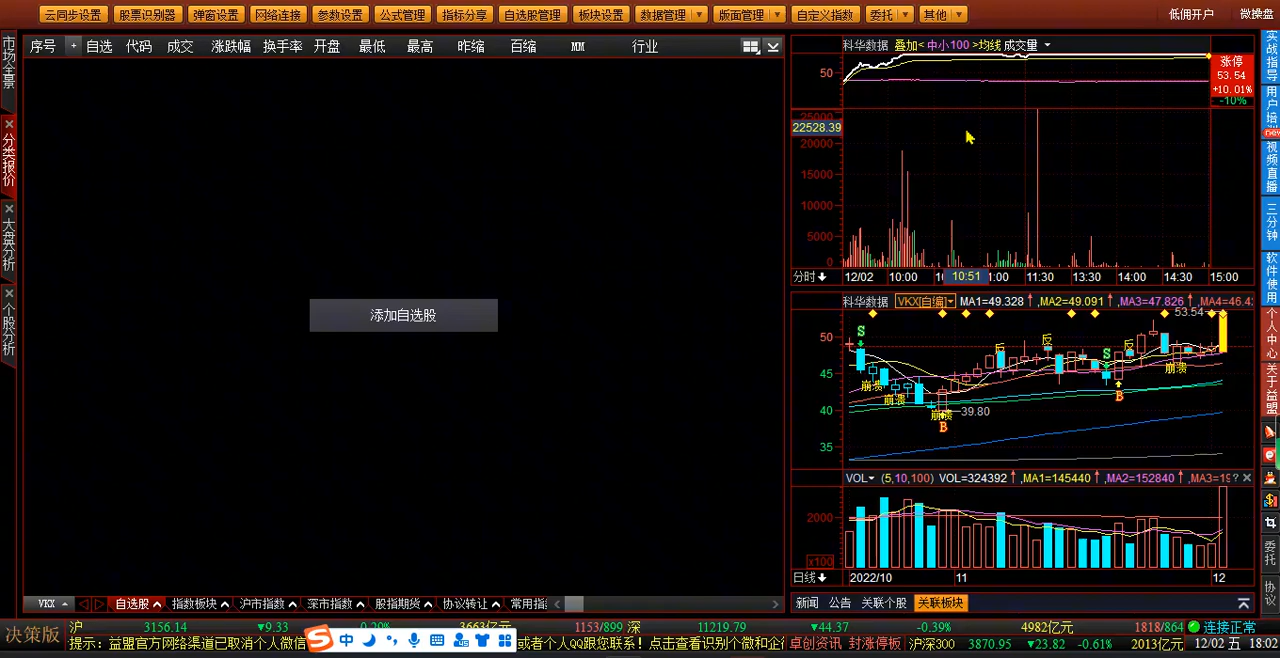 云同步设置 股票识别器 弹窗设置 网络连接 参数设置 公式管理 指标分享 自选股管理 板块设置 数据管理 版面管理 自定义指数 委托 其他 低佣开户 微操盘
序号 自选 代码 成交 涨跌幅 换手率 开盘 最低 最高 昨缩 百缩 MM 行业
市场全景
分类报价
大盘分析
个股分析
添加自选股
科华数据 叠加< 中小100 >均线 成交量
50
涨停
53.54
+10.01%
-10%
25000
22528.39
20000
15000
10000
5000
0
分时 12/02 10:00 10:51 1:00 11:30 13:30 14:00 14:30 15:00
科华数据 VKX[自编] MA1=49.328 ,MA2=49.091 ,MA3=47.826 ,MA4=46.4
53.54
50
45
40
35
S
崩溃
崩溃
崩溃
B
39.80
反
反
S
反
B
崩溃
VOL (5,10,100) VOL=324392 ,MA1=145440 ,MA2=152840 ,MA3=19 ?
2000
x100
日线 2022/10 11 12
VKX 自选股 指数板块 沪市指数 深市指数 股指期货 协议转让 常用指
新闻 公告 关联个股 关联板块
实战指导
用户培训
new
视频直播
三分钟
软件使用
个人中心
关于益盟
委托
协议
决策版
沪 3156.14 ▼9.33 -0.29% 3663亿元 1153/899 深 11219.79 ▼44.37 -0.39% 4982亿元 1818/864 连接正常
提示：益盟官方网络渠道已取消个人微信 中 或者个人QQ跟您联系！点击查看识别个微和企 卓创资讯 封涨停板 沪深300 3870.95 ▼23.82 -0.61% 2013亿元 12/02 五 18:02